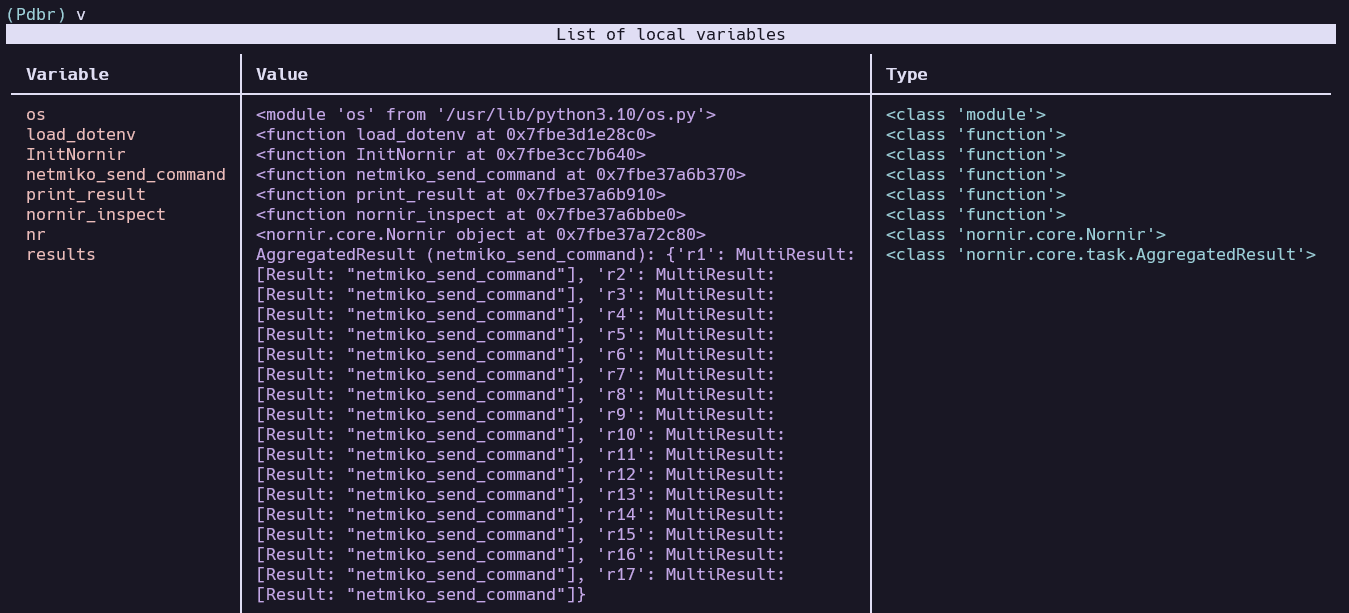 (Pdbr) v
List of local variables
Variable Value Type
os <module 'os' from '/usr/lib/python3.10/os.py'> <class 'module'>
load_dotenv <function load_dotenv at 0x7fbe3d1e28c0> <class 'function'>
InitNornir <function InitNornir at 0x7fbe3cc7b640> <class 'function'>
netmiko_send_command <function netmiko_send_command at 0x7fbe37a6b370> <class 'function'>
print_result <function print_result at 0x7fbe37a6b910> <class 'function'>
nornir_inspect <function nornir_inspect at 0x7fbe37a6bbe0> <class 'function'>
nr <nornir.core.Nornir object at 0x7fbe37a72c80> <class 'nornir.core.Nornir'>
results AggregatedResult (netmiko_send_command): {'r1': MultiResult: <class 'nornir.core.task.AggregatedResult'>
[Result: "netmiko_send_command"], 'r2': MultiResult:
[Result: "netmiko_send_command"], 'r3': MultiResult:
[Result: "netmiko_send_command"], 'r4': MultiResult:
[Result: "netmiko_send_command"], 'r5': MultiResult:
[Result: "netmiko_send_command"], 'r6': MultiResult:
[Result: "netmiko_send_command"], 'r7': MultiResult:
[Result: "netmiko_send_command"], 'r8': MultiResult:
[Result: "netmiko_send_command"], 'r9': MultiResult:
[Result: "netmiko_send_command"], 'r10': MultiResult:
[Result: "netmiko_send_command"], 'r11': MultiResult:
[Result: "netmiko_send_command"], 'r12': MultiResult:
[Result: "netmiko_send_command"], 'r13': MultiResult:
[Result: "netmiko_send_command"], 'r14': MultiResult:
[Result: "netmiko_send_command"], 'r15': MultiResult:
[Result: "netmiko_send_command"], 'r16': MultiResult:
[Result: "netmiko_send_command"], 'r17': MultiResult:
[Result: "netmiko_send_command"]}